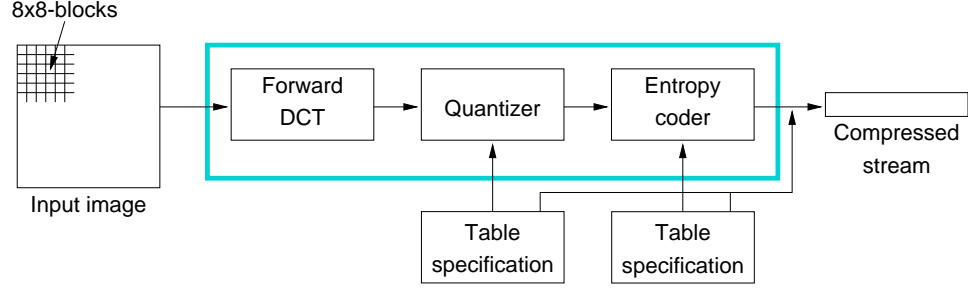 8x8-blocks
Forward
DCT
Quantizer
Entropy
coder
Compressed
stream
Input image
Table
specification
Table
specification